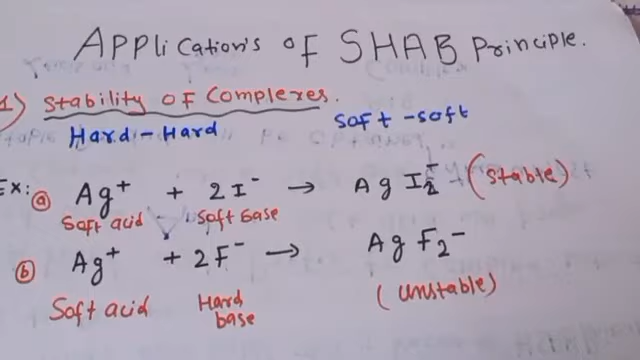 Application's of SHAB Principle.
1) Stability of Complexes.
Hard-Hard soft-soft
Ex: a Ag⁺ + 2I⁻ → AgI₂⁻ (stable)
Soft acid Soft base
b Ag⁺ + 2F⁻ → AgF₂⁻
Soft acid Hard base (unstable)